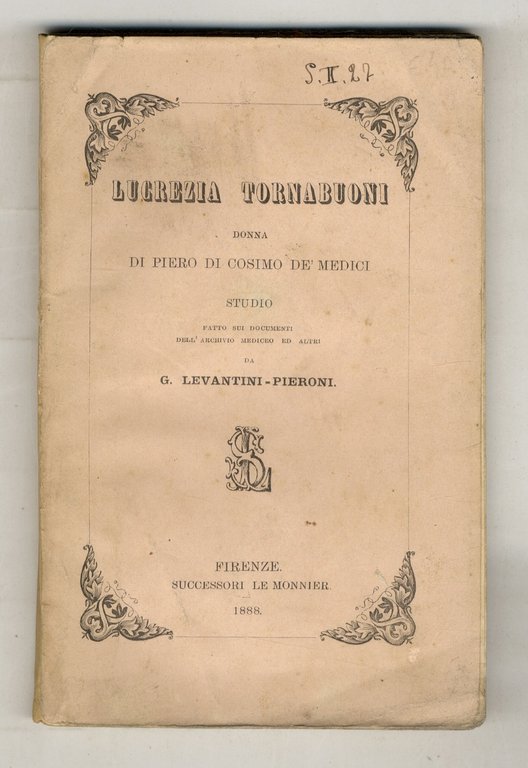 S. II. 27
LUCREZIA TORNABUONI
DONNA
DI PIERO DI COSIMO DE' MEDICI
STUDIO
FATTO SUI DOCUMENTI
DELL'ARCHIVIO MEDICEO ED ALTRI
DA
G. LEVANTINI-PIERONI.
FIRENZE.
SUCCESSORI LE MONNIER.
1888.